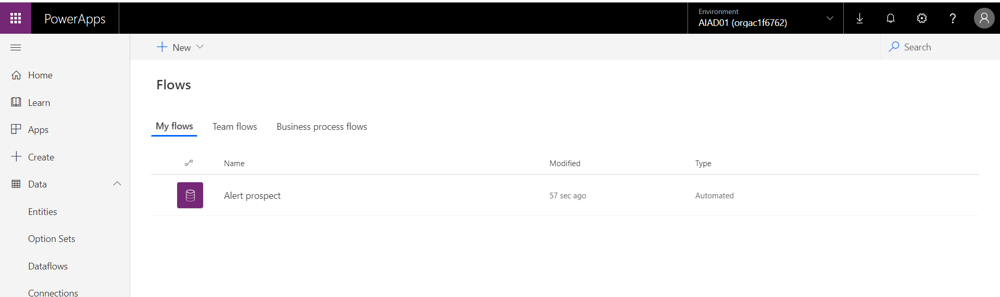 PowerApps
Environment
AIAD01 (orgac1f6762)
New
Search
Home
Learn
Apps
Create
Data
Entities
Option Sets
Dataflows
Connections
Flows
My flows Team flows Business process flows
Name Modified Type
Alert prospect 57 sec ago Automated